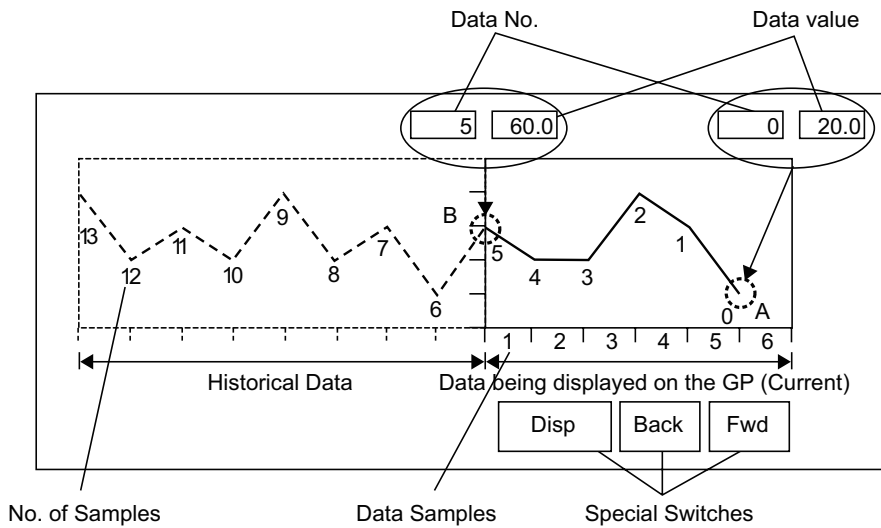 Data No.
Data value
5 60.0
0 20.0
B
9
2
13
11
7
5
1
12
10
8
4
3
6
0 A
1 2 3 4 5 6
Historical Data
Data being displayed on the GP (Current)
Disp Back Fwd
No. of Samples
Data Samples
Special Switches